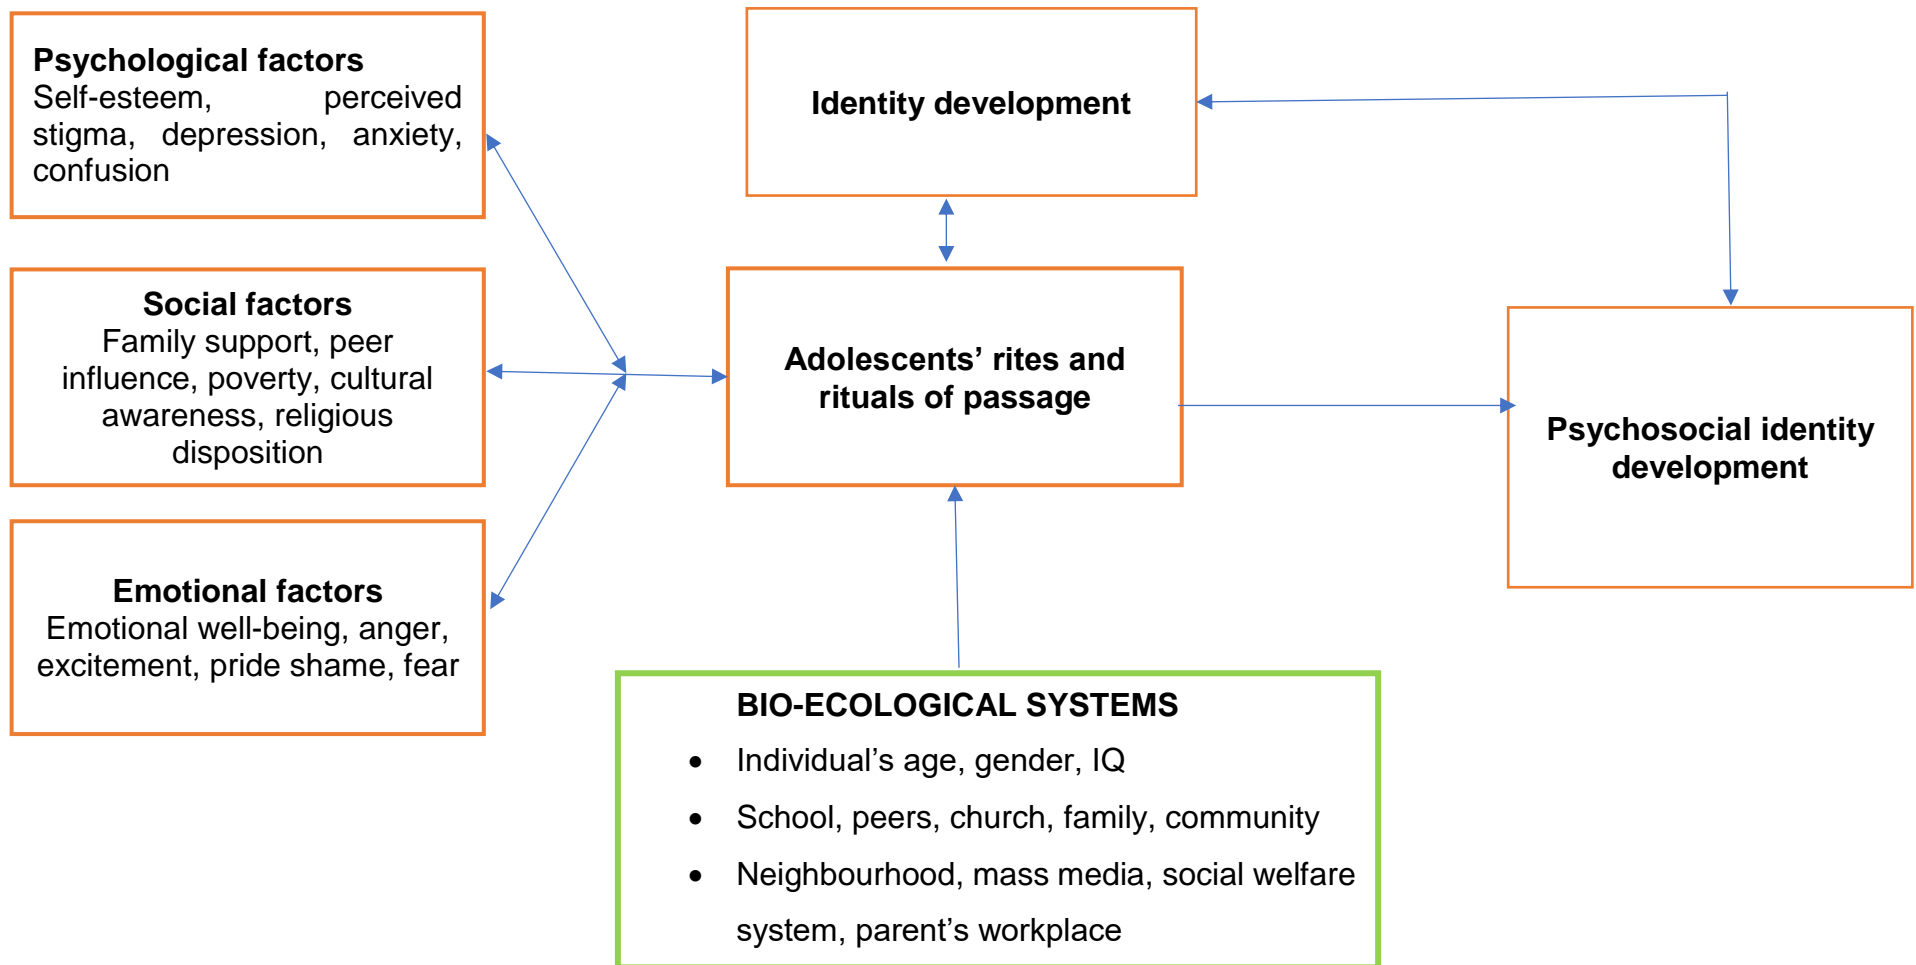 Psychological factors
Self-esteem, perceived
stigma, depression, anxiety,
confusion
Identity development
Social factors
Family support, peer
influence, poverty, cultural
awareness, religious
disposition
Adolescents’ rites and
rituals of passage
Psychosocial identity
development
Emotional factors
Emotional well-being, anger,
excitement, pride shame, fear
BIO-ECOLOGICAL SYSTEMS
• Individual’s age, gender, IQ
• School, peers, church, family, community
• Neighbourhood, mass media, social welfare
system, parent’s workplace